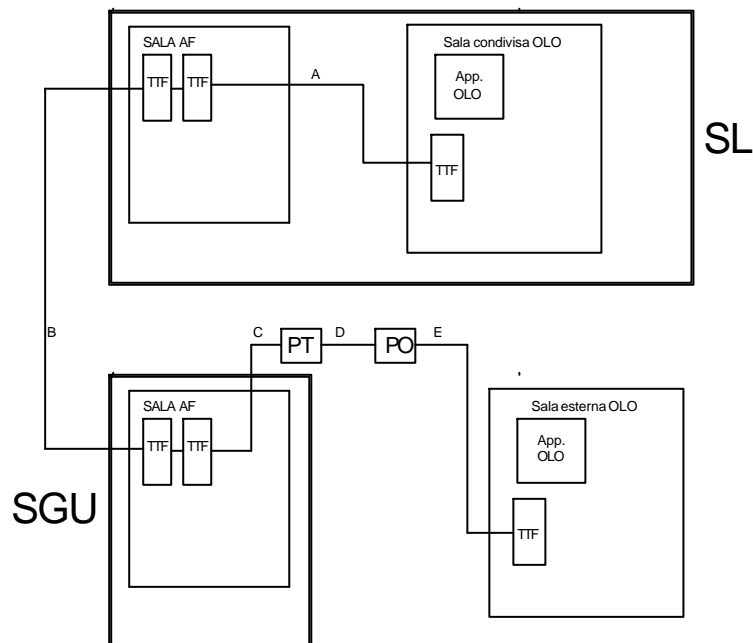 SALA AF
TTF
TTF
A
Sala condivisa OLO
App.
OLO
TTF
SL
B
C
PT
D
PO
E
SALA AF
TTF
TTF
SGU
Sala esterna OLO
App.
OLO
TTF